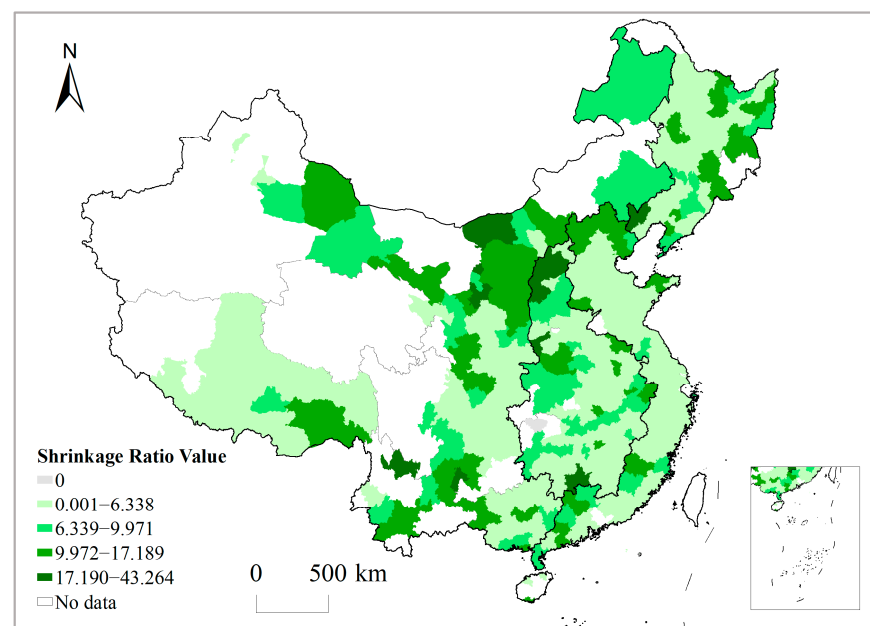 N
Shrinkage Ratio Value
0
0.001–6.338
6.339–9.971
9.972–17.189
17.190–43.264
No data
0 500 km